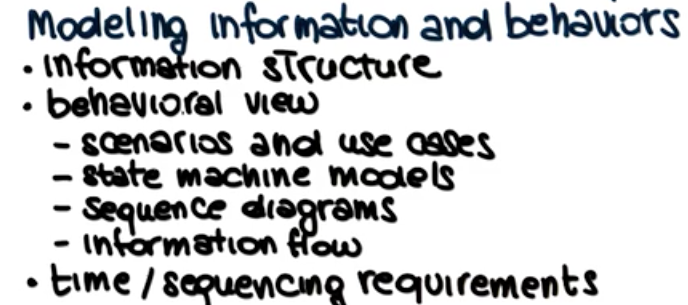 Modeling information and behaviors
• information structure
• behavioral view
- scenarios and use cases
- state machine models
- sequence diagrams
- information flow
• time / sequencing requirements